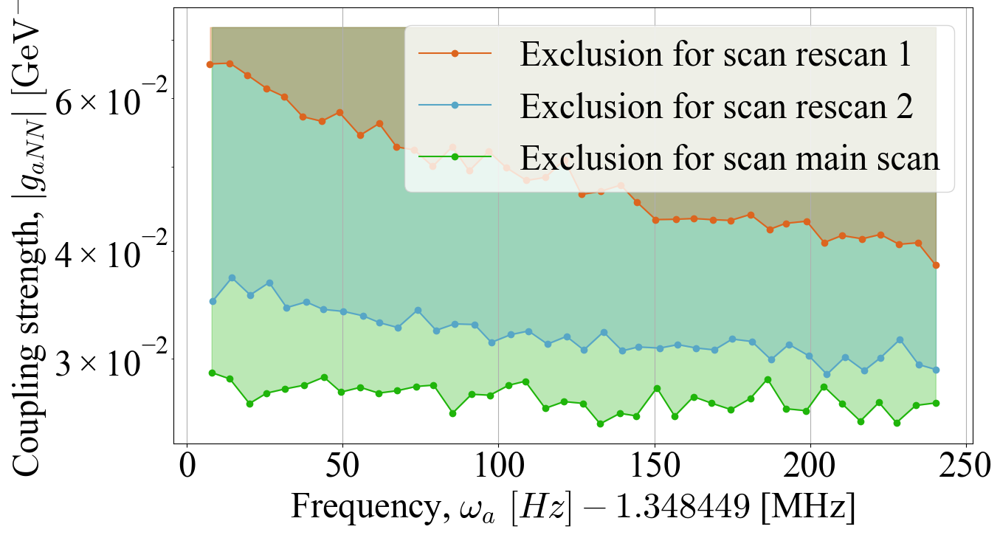 Coupling strength, |g_{aNN}| [GeV^−
6 × 10^{−2}
4 × 10^{−2}
3 × 10^{−2}
Exclusion for scan rescan 1
Exclusion for scan rescan 2
Exclusion for scan main scan
0 50 100 150 200 250
Frequency, ω_a [Hz] − 1.348449 [MHz]